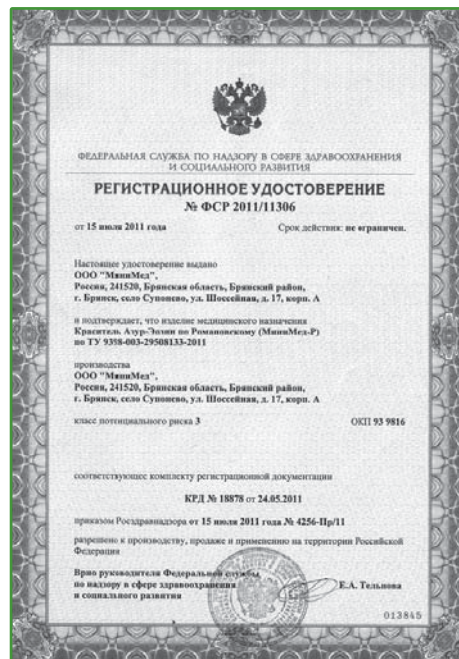 ФЕДЕРАЛЬНАЯ СЛУЖБА ПО НАДЗОРУ В СФЕРЕ ЗДРАВООХРАНЕНИЯ
И СОЦИАЛЬНОГО РАЗВИТИЯ
РЕГИСТРАЦИОННОЕ УДОСТОВЕРЕНИЕ
№ ФСР 2011/11306
от 15 июля 2011 года Срок действия: не ограничен.
Настоящее удостоверение выдано
ООО "МиниМед",
Россия, 241520, Брянская область, Брянский район,
г. Брянск, село Супонево, ул. Шоссейная, д. 17, корп. А
и подтверждает, что изделие медицинского назначения
Краситель Азур-Эозин по Романовскому (МиниМед-Р)
по ТУ 9398-003-29508133-2011
производства
ООО "МиниМед",
Россия, 241520, Брянская область, Брянский район,
г. Брянск, село Супонево, ул. Шоссейная, д. 17, корп. А
класс потенциального риска 3 ОКП 93 9816
соответствующее комплекту регистрационной документации
КРД № 18878 от 24.05.2011
приказом Росздравнадзора от 15 июля 2011 года № 4256-Пр/11
разрешено к производству, продаже и применению на территории Российской
Федерации
Врио руководителя Федеральной службы
по надзору в сфере здравоохранения
и социального развития Е.А. Тельнова
013845